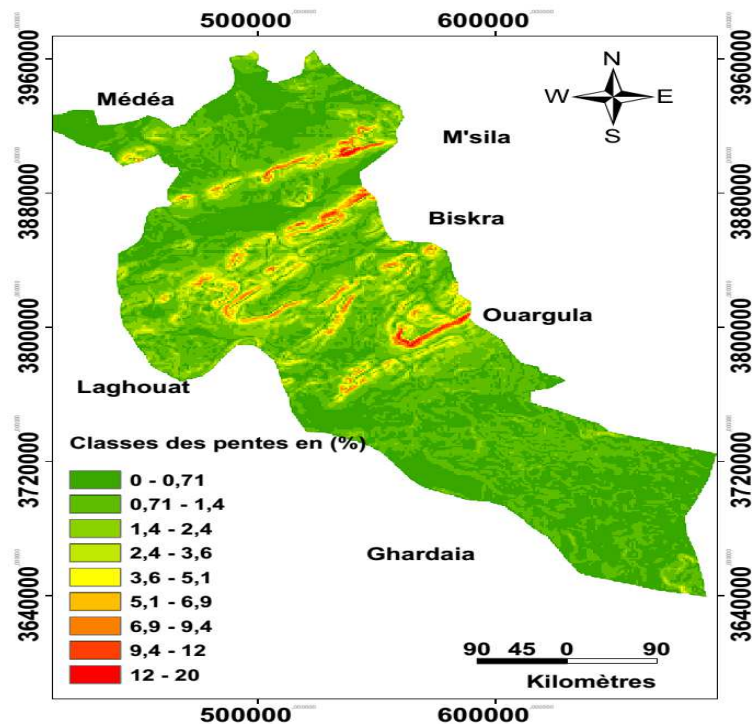 500000 600000
N
W E
S
3960000 3960000
Médéa
M'sila
3880000 3880000
Biskra
Ouargula
3800000 3800000
Laghouat
Classes des pentes en (%)
3720000 3720000
0 - 0,71
0,71 - 1,4
1,4 - 2,4
2,4 - 3,6
3,6 - 5,1
5,1 - 6,9
6,9 - 9,4
9,4 - 12
12 - 20
Ghardaia
3640000 3640000
90 45 0 90
Kilomètres
500000 600000